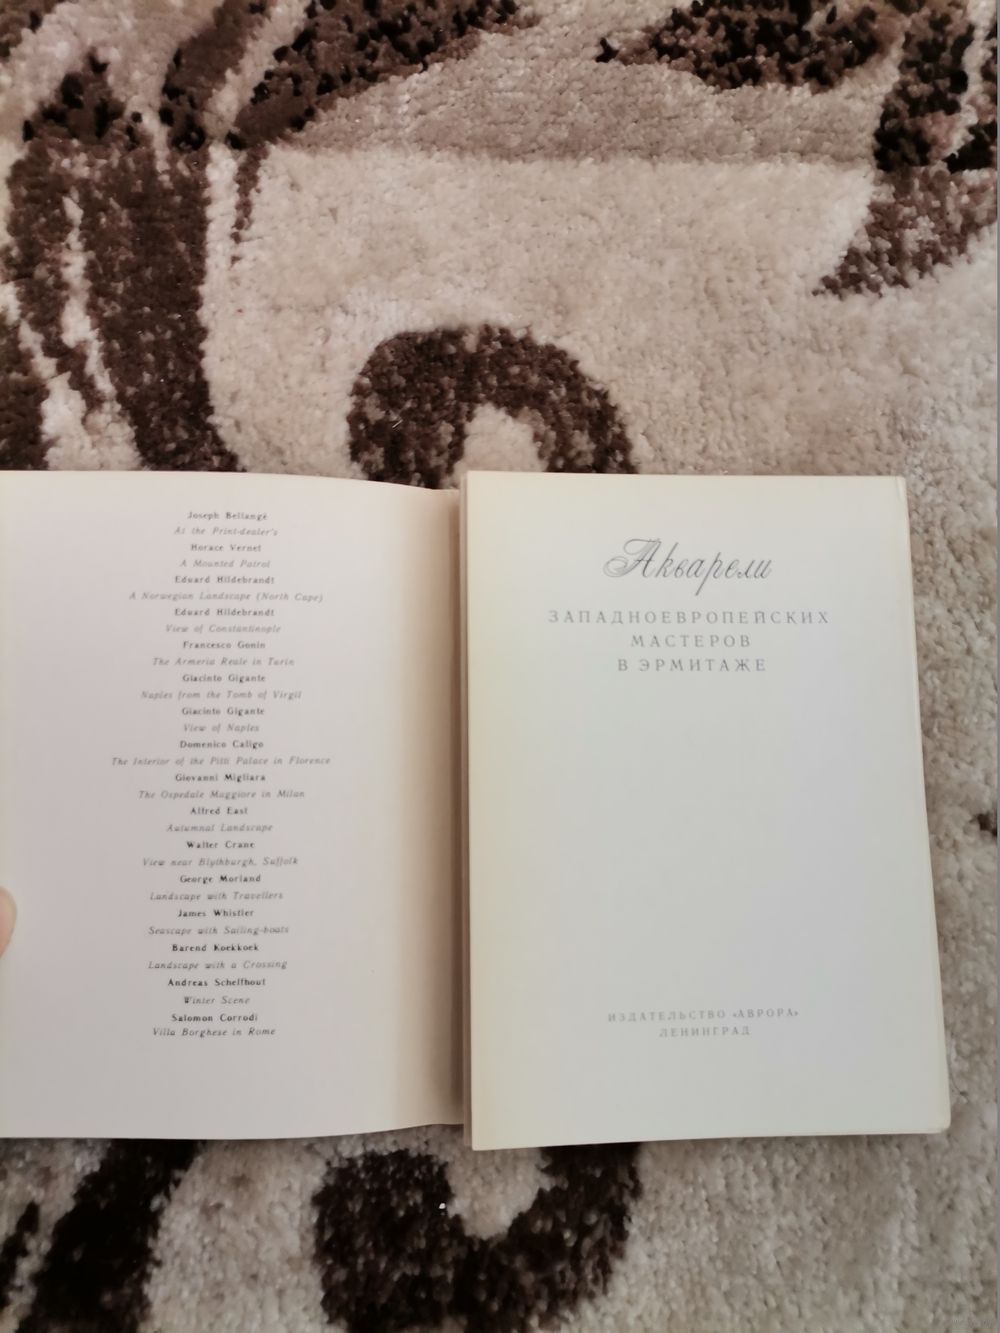 Joseph Bellangé
At the Print-dealer's
Horace Vernet
A Mounted Patrol
Eduard Hildebrandt
A Norwegian Landscape (North Cape)
Eduard Hildebrandt
View of Constantinople
Francesco Gonin
The Armeria Reale in Turin
Giacinto Gigante
Naples from the Tomb of Virgil
Giacinto Gigante
View of Naples
Domenico Caligo
The Interior of the Pitti Palace in Florence
Giovanni Migliara
The Ospedale Maggiore in Milan
Alfred East
Autumnal Landscape
Walter Crane
View near Blythburgh, Suffolk
George Morland
Landscape with Travellers
James Whistler
Seascape with Sailing-boats
Barend Koekkoek
Landscape with a Crossing
Andreas Schelfhout
Winter Scene
Salomon Corrodi
Villa Borghese in Rome
Акварели
ЗАПАДНОЕВРОПЕЙСКИХ
МАСТЕРОВ
В ЭРМИТАЖЕ
ИЗДАТЕЛЬСТВО «АВРОРА»
ЛЕНИНГРАД